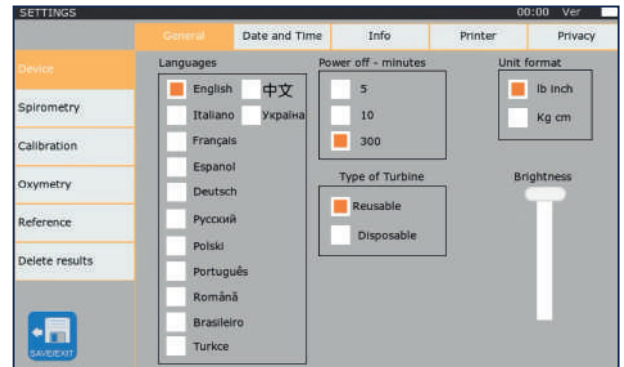 SETTINGS 00:00 Ver
General Date and Time Info Printer Privacy
Device
Spirometry
Calibration
Oxymetry
Reference
Delete results
SAVE/EXIT
Languages
English 中文
Italiano Україна
Français
Espanol
Deutsch
Русский
Polski
Português
Română
Brasileiro
Turkce
Power off - minutes
5
10
300
Type of Turbine
Reusable
Disposable
Unit format
lb inch
Kg cm
Brightness